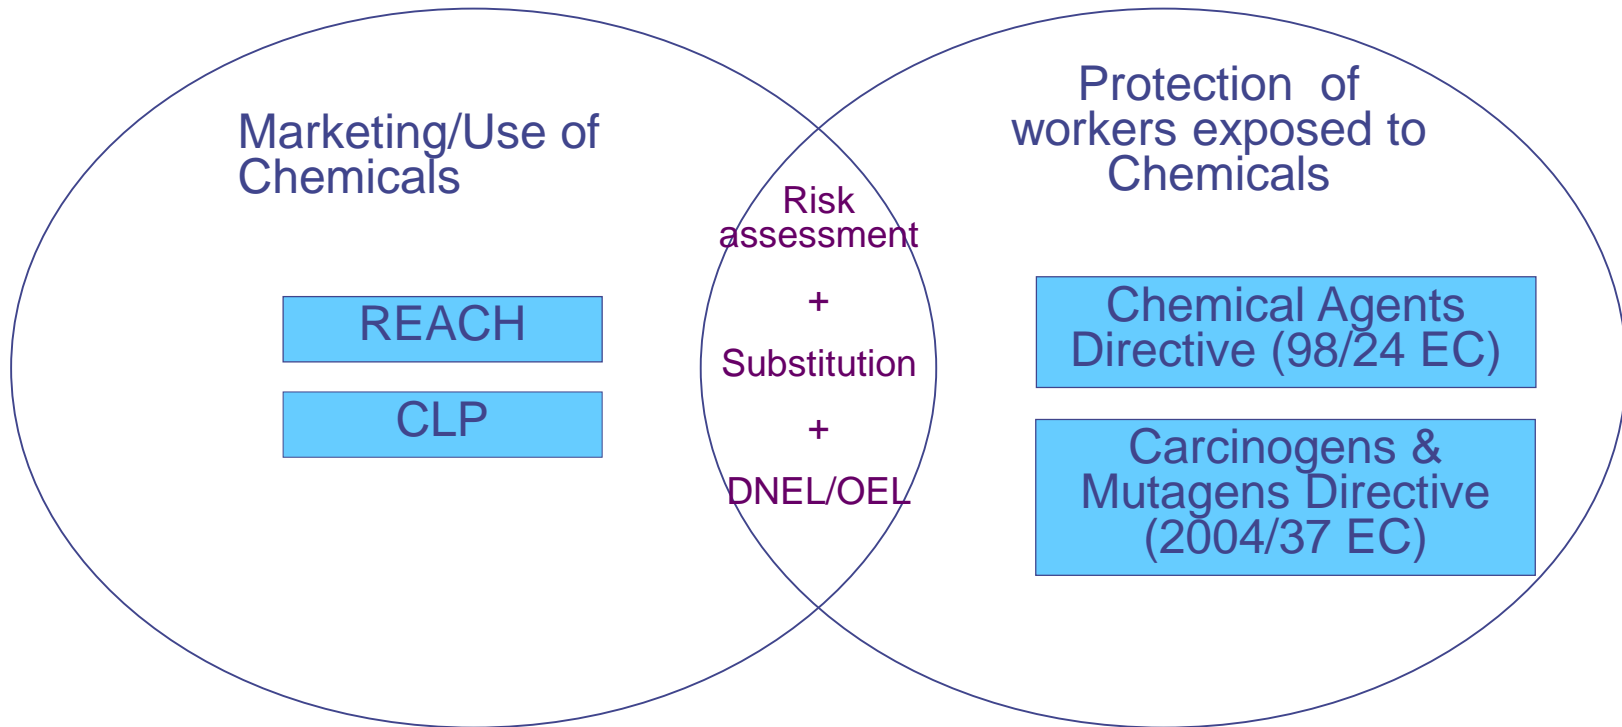 Marketing/Use of
Chemicals
REACH
CLP
Risk
assessment
+
Substitution
+
DNEL/OEL
Protection of
workers exposed to
Chemicals
Chemical Agents
Directive (98/24 EC)
Carcinogens &
Mutagens Directive
(2004/37 EC)